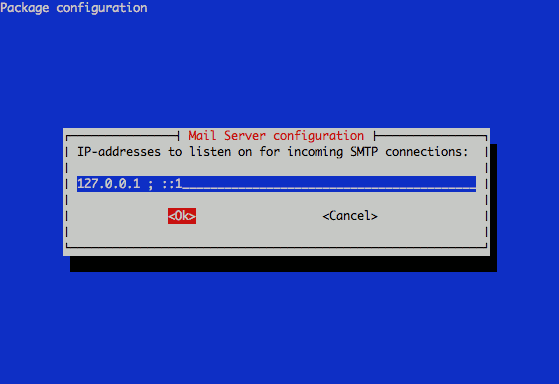 Package configuration
Mail Server configuration
IP-addresses to listen on for incoming SMTP connections:
127.0.0.1 ; ::1________________________________________
<Ok> <Cancel>